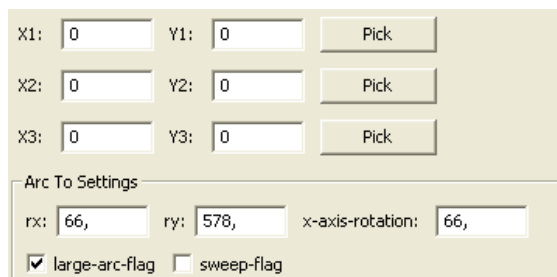 X1: 0 Y1: 0 Pick
X2: 0 Y2: 0 Pick
X3: 0 Y3: 0 Pick
Arc To Settings
rx: 66, ry: 578, x-axis-rotation: 66,
large-arc-flag sweep-flag